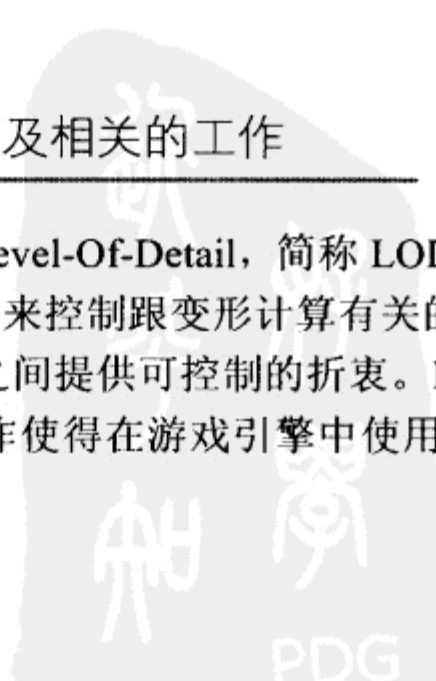 及相关的工作
evel-Of-Detail，简称 LOD
来控制跟变形计算有关的
之间提供可控制的折衷。
作使得在游戏引擎中使用
PDG